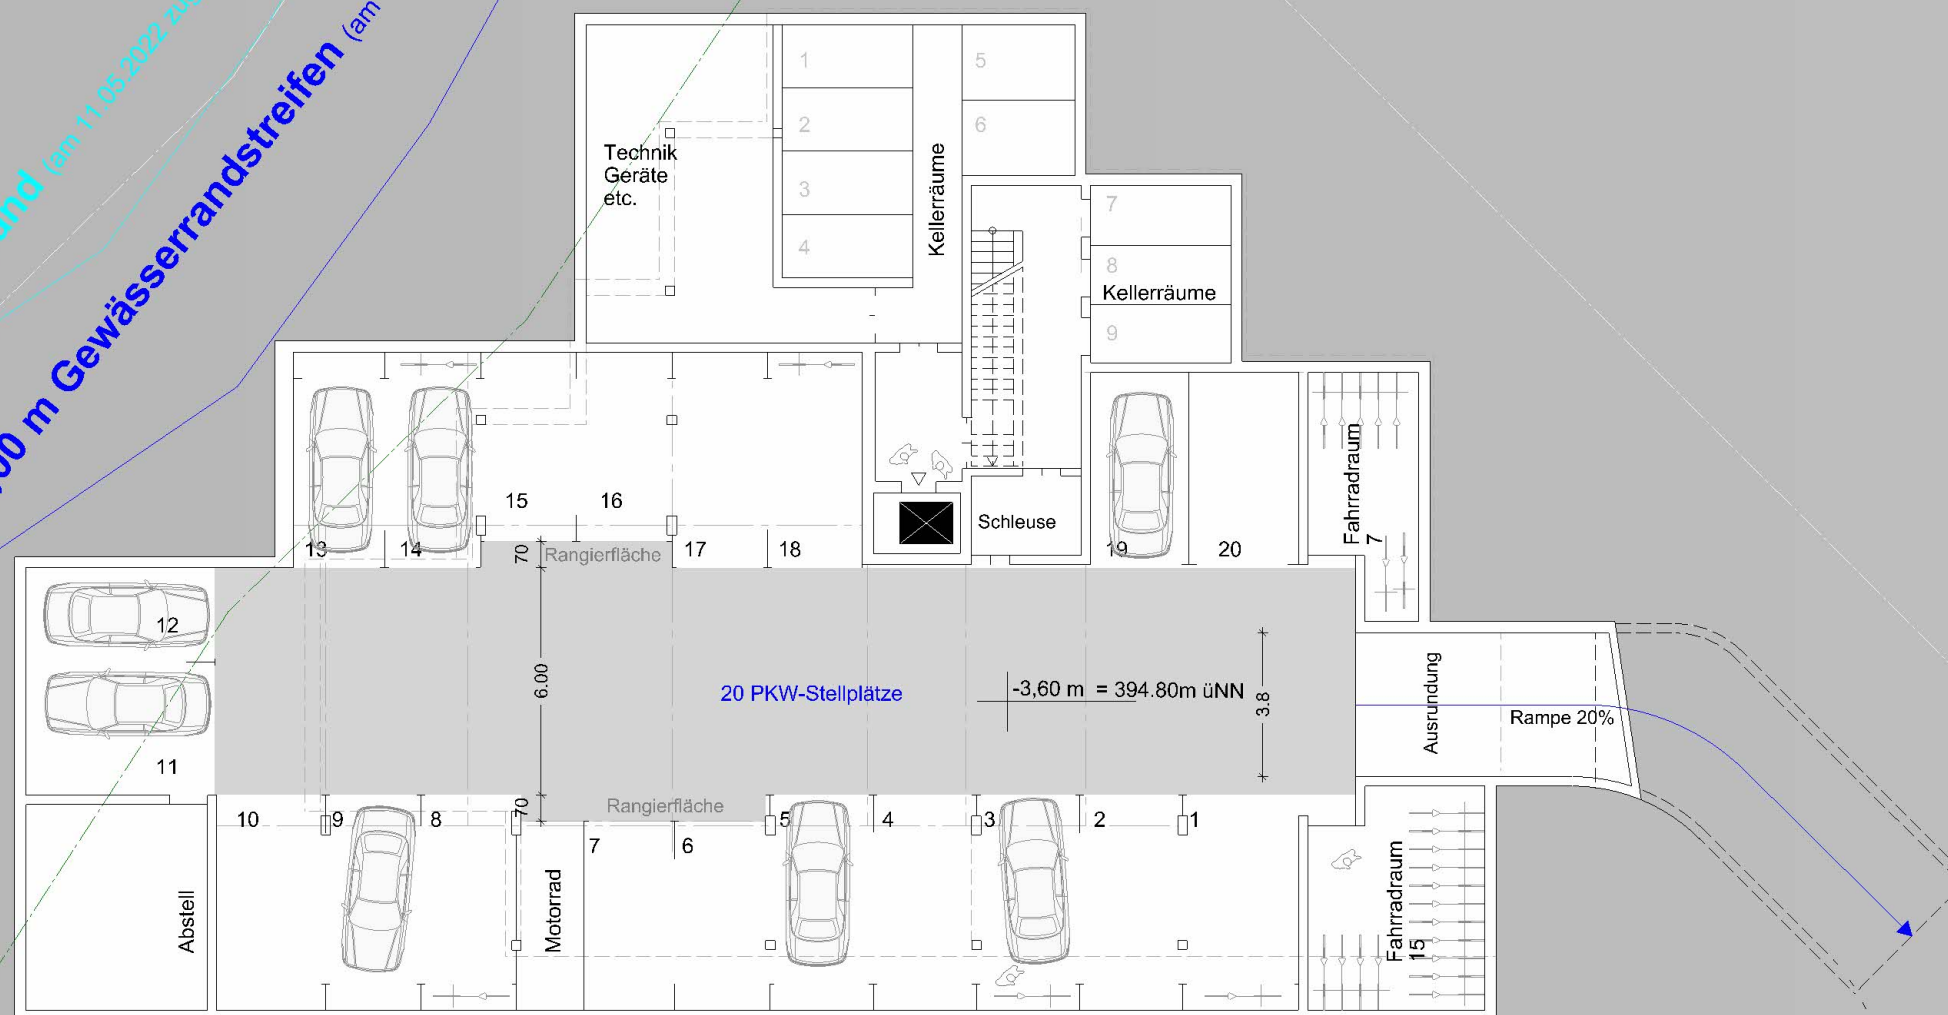 and (am 11.05.2022
00 m Gewässerrandstreifen (am
Technik
Geräte
etc.
1
2
3
4
Kellerräume
5
6
7
8
Kellerräume
9
15
16
13
14
70
Rangierfläche
17
18
Schleuse
19
20
Fahrradraum
7
12
11
6.00
20 PKW-Stellplätze
-3,60 m = 394.80m üNN
3.8
Ausrundung
Rampe 20%
10
9
8
70
Rangierfläche
7
6
5
4
3
2
1
Abstell
Motorrad
Fahrradraum
15